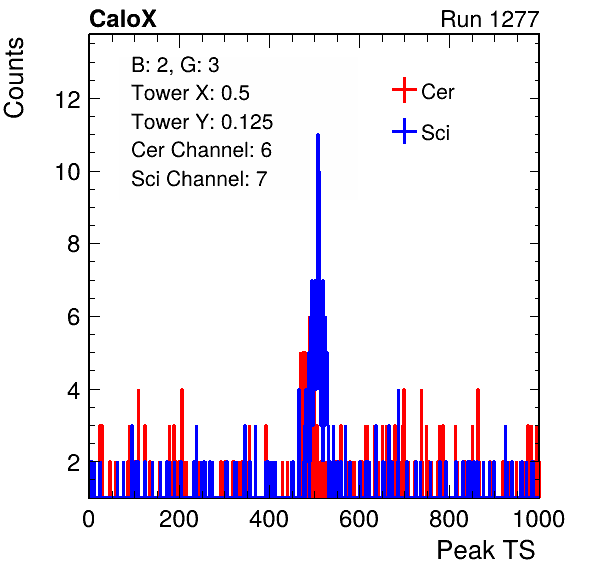 CaloX Run 1277
Counts
B: 2, G: 3
Tower X: 0.5
Tower Y: 0.125
Cer Channel: 6
Sci Channel: 7
Cer
Sci
12
10
8
6
4
2
0 200 400 600 800 1000
Peak TS